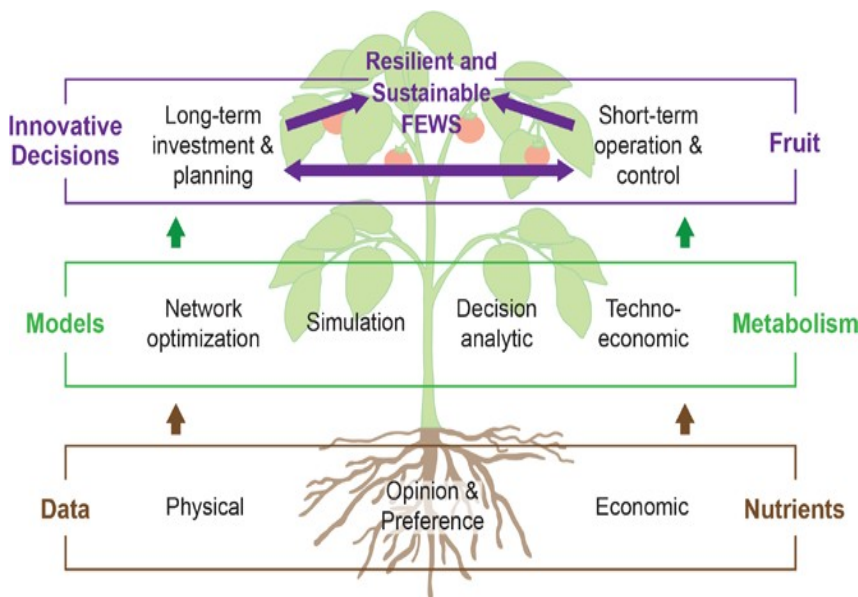 Resilient and
Sustainable
FEWS
Innovative
Decisions
Long-term
investment &
planning
Short-term
operation &
control
Fruit
Models
Network
optimization
Simulation
Decision
analytic
Techno-
economic
Metabolism
Data
Physical
Opinion &
Preference
Economic
Nutrients